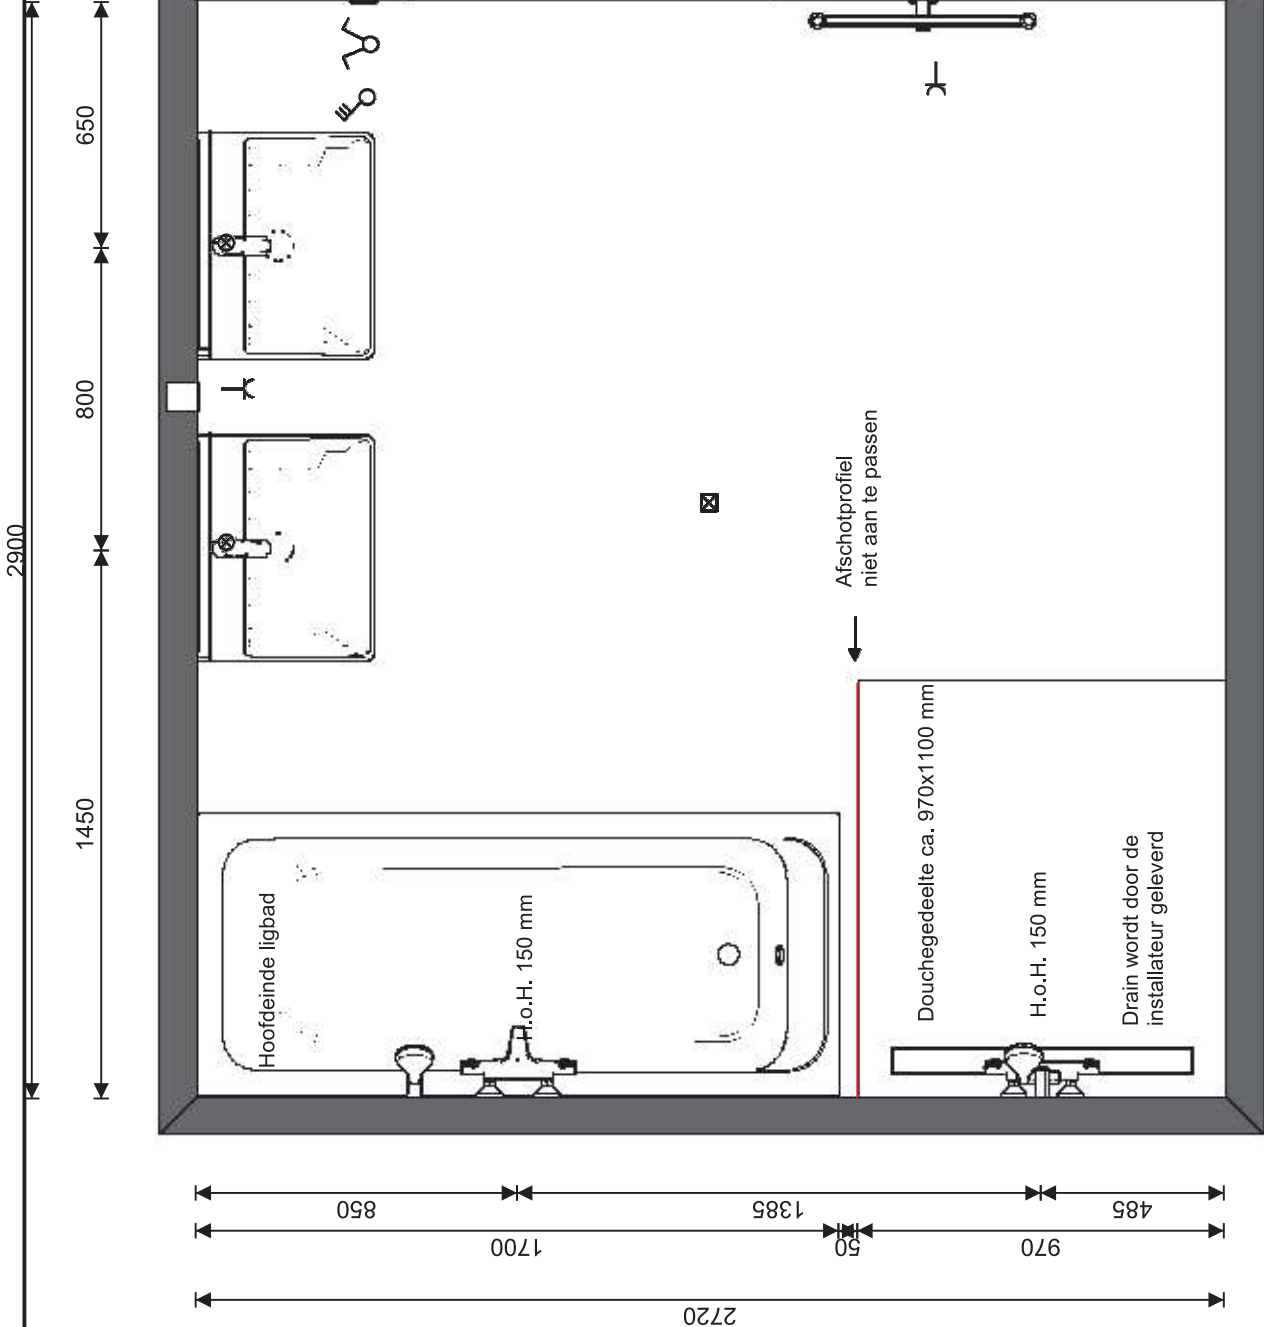 2900
650
800
1450
Afschotprofiel
niet aan te passen
Hoofdeinde ligbad
H.o.H. 150 mm
Douchegedeelte ca. 970x1100 mm
H.o.H. 150 mm
Drain wordt door de
installateur geleverd
850
1385
485
1700
50
970
2720